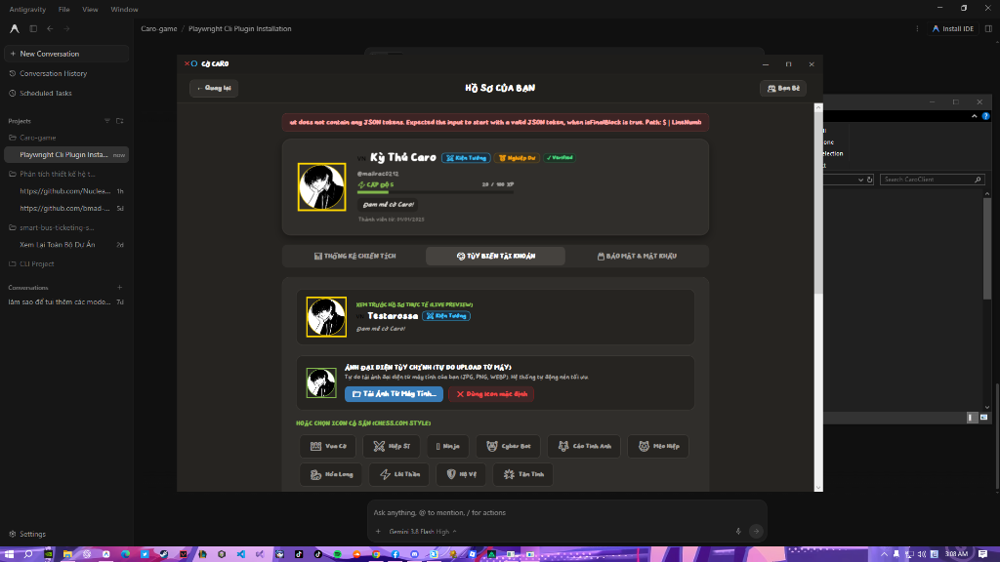 Antigravity File View Window
Caro-game / Playwright Cli Plugin Installation
Install IDE
+ New Conversation
Conversation History
Scheduled Tasks
Projects
Caro-game
Playwright Cli Plugin Insta... now
Phân tích thiết kế hệ t...
https://github.com/Nuclea... 1h
https://github.com/bmad-... 5d
smart-bus-ticketing-s...
Xem Lại Toàn Bộ Dự Án 2d
CLI Project
Conversations +
làm sao để tui thêm các mode... 7d
Settings
CỜ CARO
← Quay lại
HỒ SƠ CỦA BẠN
Bạn Bè
ut does not contain any JSON tokens. Expected the input to start with a valid JSON token, when isFinalBlock is true. Path: $ | LineNumb
VN Kỳ Thủ Caro Kiện Tướng Nghiệp Dư ✓ Verified
@mailrac0212
CẤP ĐỘ 5
20 / 100 XP
Đam mê cờ Caro!
Thành viên từ: 01/01/2025
THỐNG KÊ CHIẾN TÍCH
TÙY BIẾN TÀI KHOẢN
BẢO MẬT & MẬT KHẨU
XEM TRƯỚC HỒ SƠ THỰC TẾ (LIVE PREVIEW)
Testarossa Kiện Tướng
Đam mê cờ Caro!
ẢNH ĐẠI DIỆN TÙY CHỈNH (TỰ DO UPLOAD TỪ MÁY)
Tự do tải ảnh đại diện từ máy tính của bạn (JPG, PNG, WEBP). Hệ thống tự động nén tối ưu.
Tải Ảnh Từ Máy Tính...
Dùng icon mặc định
HOẶC CHỌN ICON CÓ SẴN (CHESS.COM STYLE)
Vua Cờ
Hiệp Sĩ
Ninja
Cyber Bot
Cáo Tinh Anh
Mèo Hiệp
Hỏa Long
Lôi Thần
Hộ Vệ
Tân Tinh
one
election
Search CaroClient
Ask anything, @ to mention, / for actions
+ Gemini 3.8 Flash High
3:08 AM